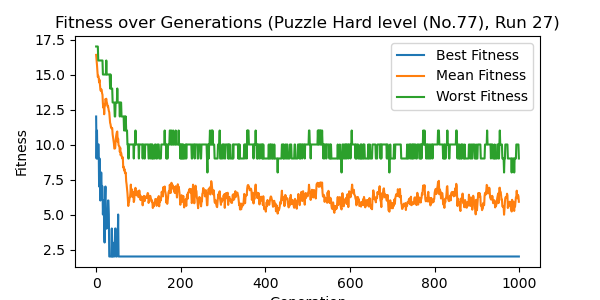 Fitness over Generations (Puzzle Hard level (No.77), Run 27)
Fitness
17.5
15.0
12.5
10.0
7.5
5.0
2.5
Best Fitness
Mean Fitness
Worst Fitness
0 200 400 600 800 1000
Generation